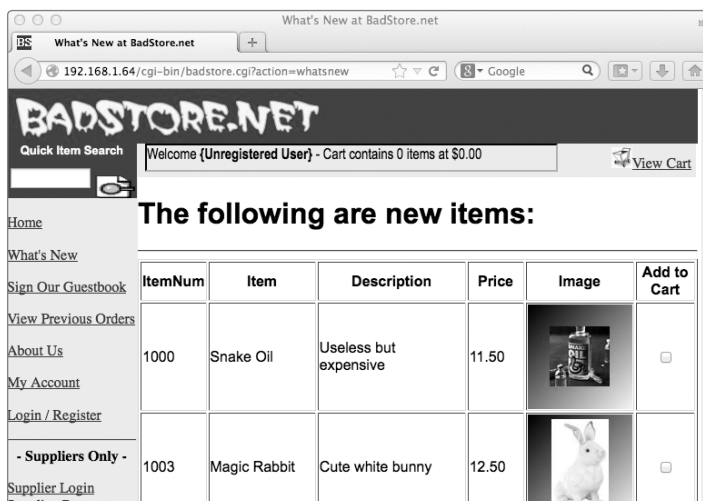 What's New at BadStore.net
BS What's New at BadStore.net +
192.168.1.64/cgi-bin/badstore.cgi?action=whatsnew
8 Google
BADSTORE.NET
Quick Item Search
Welcome {Unregistered User} - Cart contains 0 items at $0.00
View Cart
Home
What's New
Sign Our Guestbook
View Previous Orders
About Us
My Account
Login / Register
- Suppliers Only -
Supplier Login
The following are new items:
ItemNum Item Description Price Image Add to Cart
1000 Snake Oil Useless but expensive 11.50
SNAKE OIL
1003 Magic Rabbit Cute white bunny 12.50